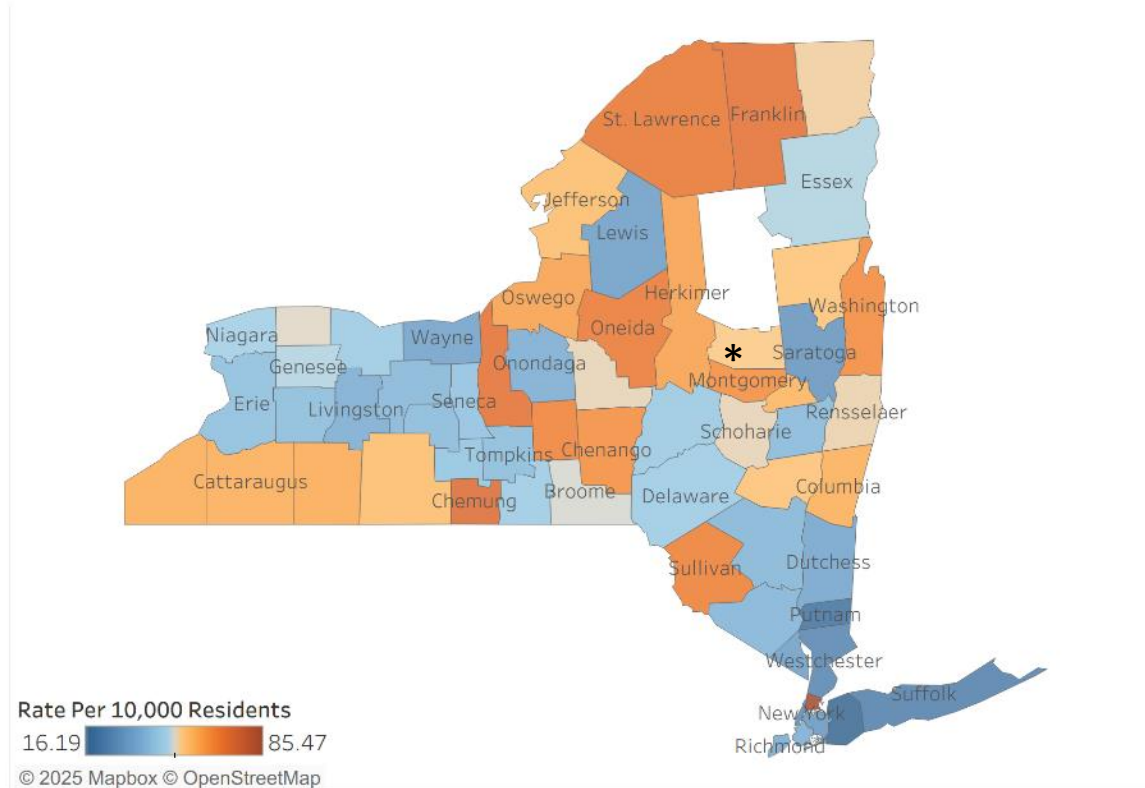 St. Lawrence
Franklin
Essex
Jefferson
Lewis
Oswego
Herkimer
Washington
Niagara
Wayne
Oneida
Genesee
Onondaga
*
Saratoga
Montgomery
Erie
Livingston
Seneca
Rensselaer
Schoharie
Tompkins
Chenango
Cattaraugus
Chemung
Broome
Delaware
Columbia
Sullivan
Dutchess
Putnam
Westchester
Suffolk
New York
Richmond
Rate Per 10,000 Residents
16.19 85.47
© 2025 Mapbox © OpenStreetMap